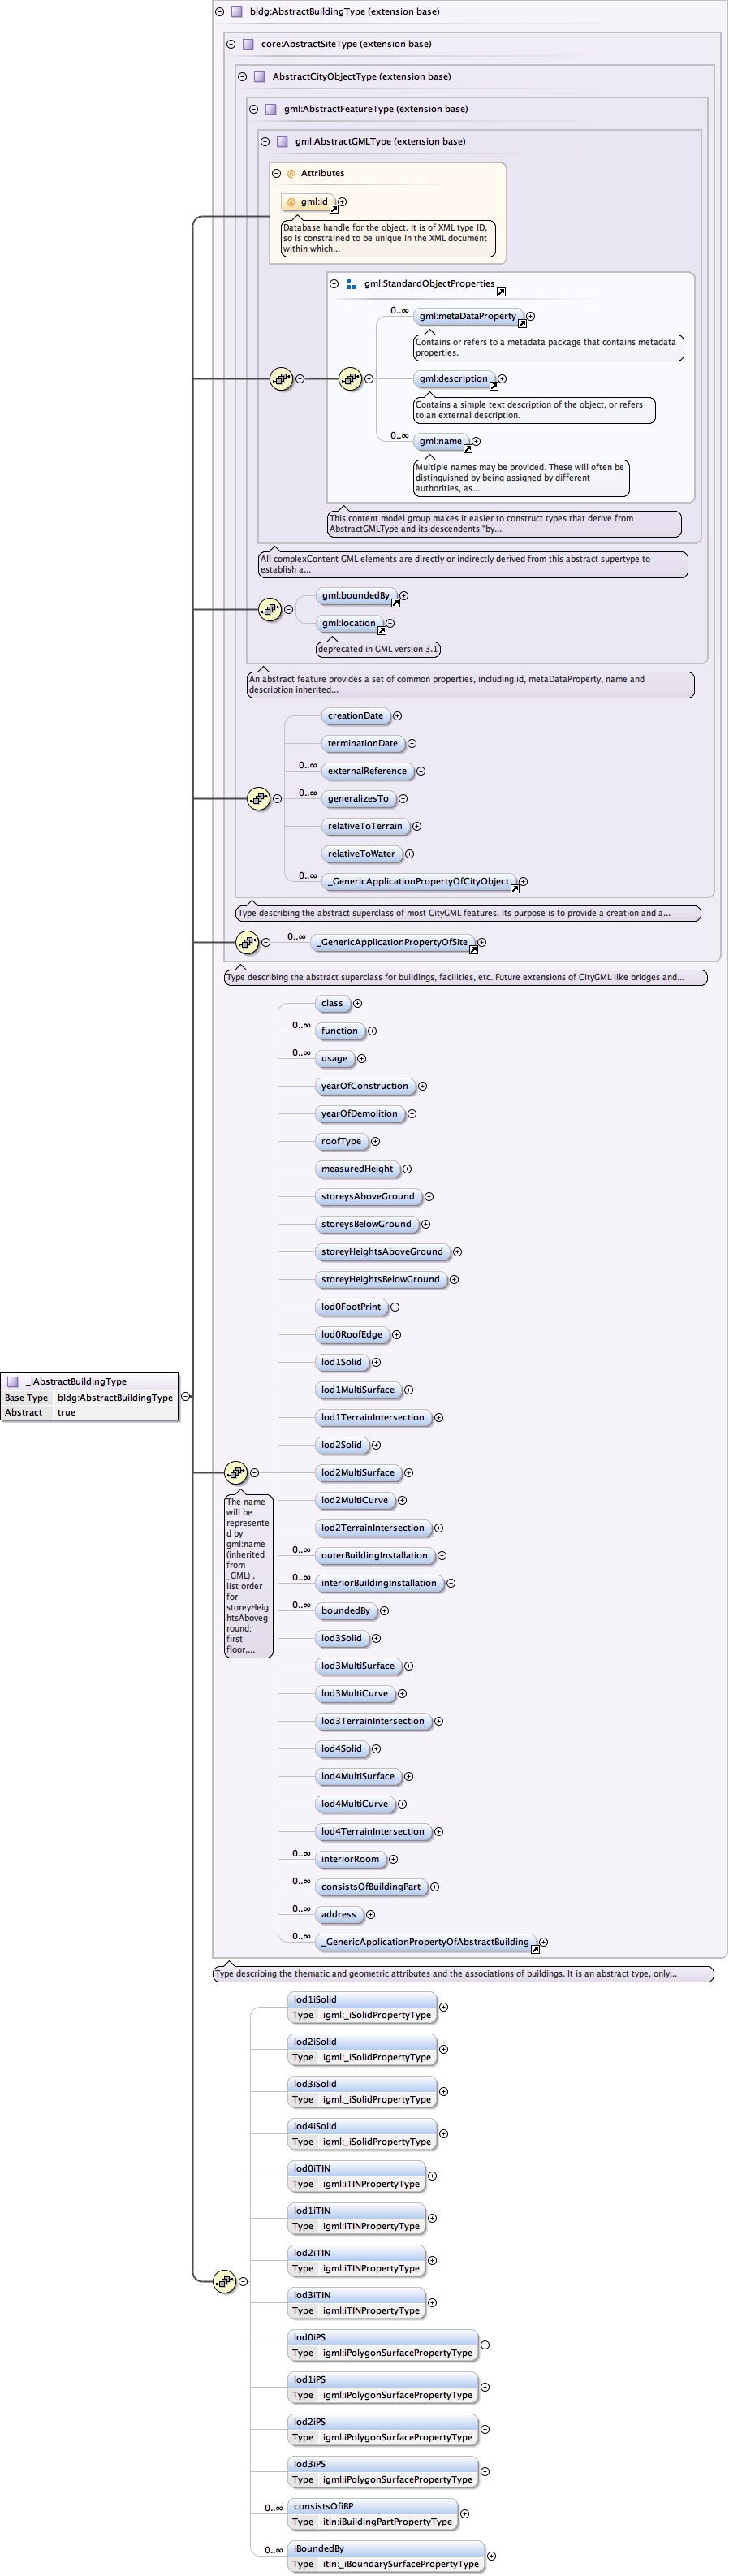 bldg:AbstractBuildingType (extension base)
core:AbstractSiteType (extension base)
AbstractCityObjectType (extension base)
gml:AbstractFeatureType (extension base)
gml:AbstractGMLType (extension base)
@ Attributes
@ gml:id
Database handle for the object. It is of XML type ID,
so is constrained to be unique in the XML document
within which...
gml:StandardObjectProperties
0..∞ gml:metaDataProperty
Contains or refers to a metadata package that contains metadata
properties.
gml:description
Contains a simple text description of the object, or refers
to an external description.
0..∞ gml:name
Multiple names may be provided. These will often be
distinguished by being assigned by different
authorities, as...
This content model group makes it easier to construct types that derive from
AbstractGMLType and its descendents "by...
All complexContent GML elements are directly or indirectly derived from this abstract supertype to
establish a...
gml:boundedBy
gml:location
deprecated in GML version 3.1
An abstract feature provides a set of common properties, including id, metaDataProperty, name and
description inherited...
creationDate
terminationDate
0..∞ externalReference
0..∞ generalizesTo
relativeToTerrain
relativeToWater
0..∞ _GenericApplicationPropertyOfCityObject
Type describing the abstract superclass of most CityGML features. Its purpose is to provide a creation and a...
0..∞ _GenericApplicationPropertyOfSite
Type describing the abstract superclass for buildings, facilities, etc. Future extensions of CityGML like bridges and...
class
0..∞ function
0..∞ usage
yearOfConstruction
yearOfDemolition
roofType
measuredHeight
storeysAboveGround
storeysBelowGround
storeyHeightsAboveGround
storeyHeightsBelowGround
lod0FootPrint
lod0RoofEdge
lod1Solid
lod1MultiSurface
lod1TerrainIntersection
lod2Solid
lod2MultiSurface
lod2MultiCurve
lod2TerrainIntersection
0..∞ outerBuildingInstallation
0..∞ interiorBuildingInstallation
0..∞ boundedBy
lod3Solid
lod3MultiSurface
lod3MultiCurve
lod3TerrainIntersection
lod4Solid
lod4MultiSurface
lod4MultiCurve
lod4TerrainIntersection
0..∞ interiorRoom
0..∞ consistsOfBuildingPart
0..∞ address
0..∞ _GenericApplicationPropertyOfAbstractBuilding
_iAbstractBuildingType
Base Type bldg:AbstractBuildingType
Abstract true
The name
will be
represente
d by
gml:name
(inherited
from
_GML) .
list order
for
storeyHeig
htsAboveg
round:
first
floor,...
Type describing the thematic and geometric attributes and the associations of buildings. It is an abstract type, only...
lod1iSolid
Type igml:_iSolidPropertyType
lod2iSolid
Type igml:_iSolidPropertyType
lod3iSolid
Type igml:_iSolidPropertyType
lod4iSolid
Type igml:_iSolidPropertyType
lod0iTIN
Type igml:iTINPropertyType
lod1iTIN
Type igml:iTINPropertyType
lod2iTIN
Type igml:iTINPropertyType
lod3iTIN
Type igml:iTINPropertyType
lod0iPS
Type igml:iPolygonSurfacePropertyType
lod1iPS
Type igml:iPolygonSurfacePropertyType
lod2iPS
Type igml:iPolygonSurfacePropertyType
lod3iPS
Type igml:iPolygonSurfacePropertyType
0..∞ consistsOfiBP
Type itin:iBuildingPartPropertyType
0..∞ iBoundedBy
Type itin:_iBoundarySurfacePropertyType